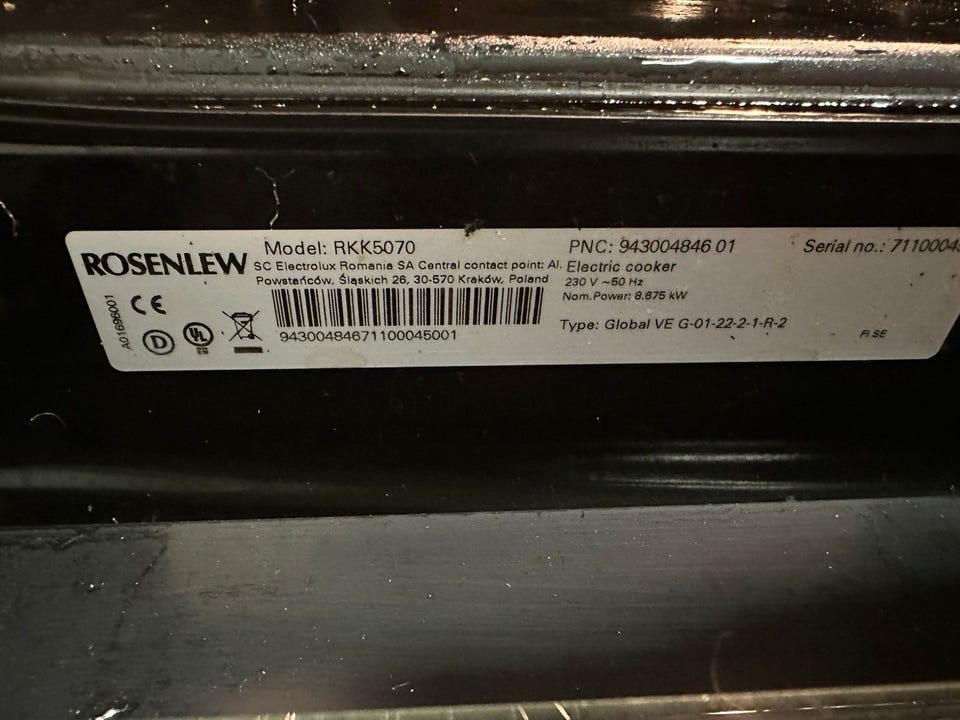 ROSENLEW
Model: RKK5070
SC Electrolux Romania SA Central contact point: Al.
Powstańców, Śląskich 26, 30-570 Kraków, Poland
94300484671100045001
A01696001
CE
D
UL
PNC: 943004846 01
Electric cooker
230 V ~50 Hz
Nom.Power: 8.675 kW
Type: Global VE G-01-22-2-1-R-2
Serial no.: 7110004
FI SE